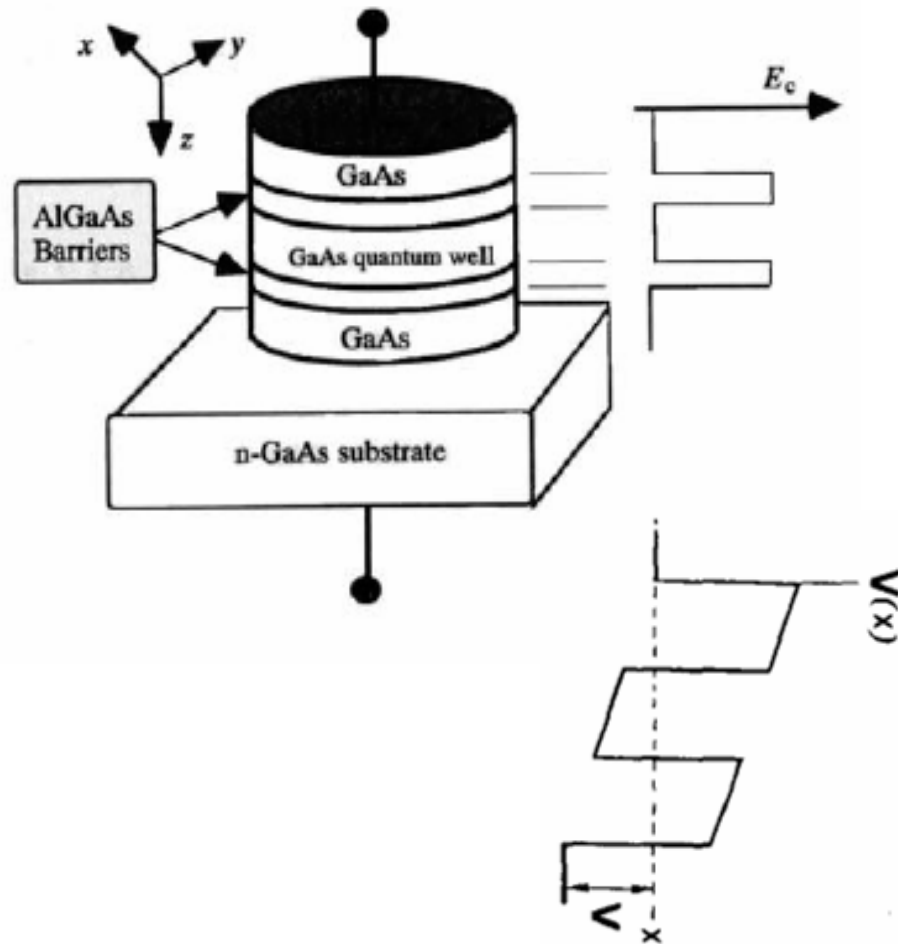 x
y
z
E_c
GaAs
AlGaAs
Barriers
GaAs quantum well
GaAs
n-GaAs substrate
V(x)
V
x